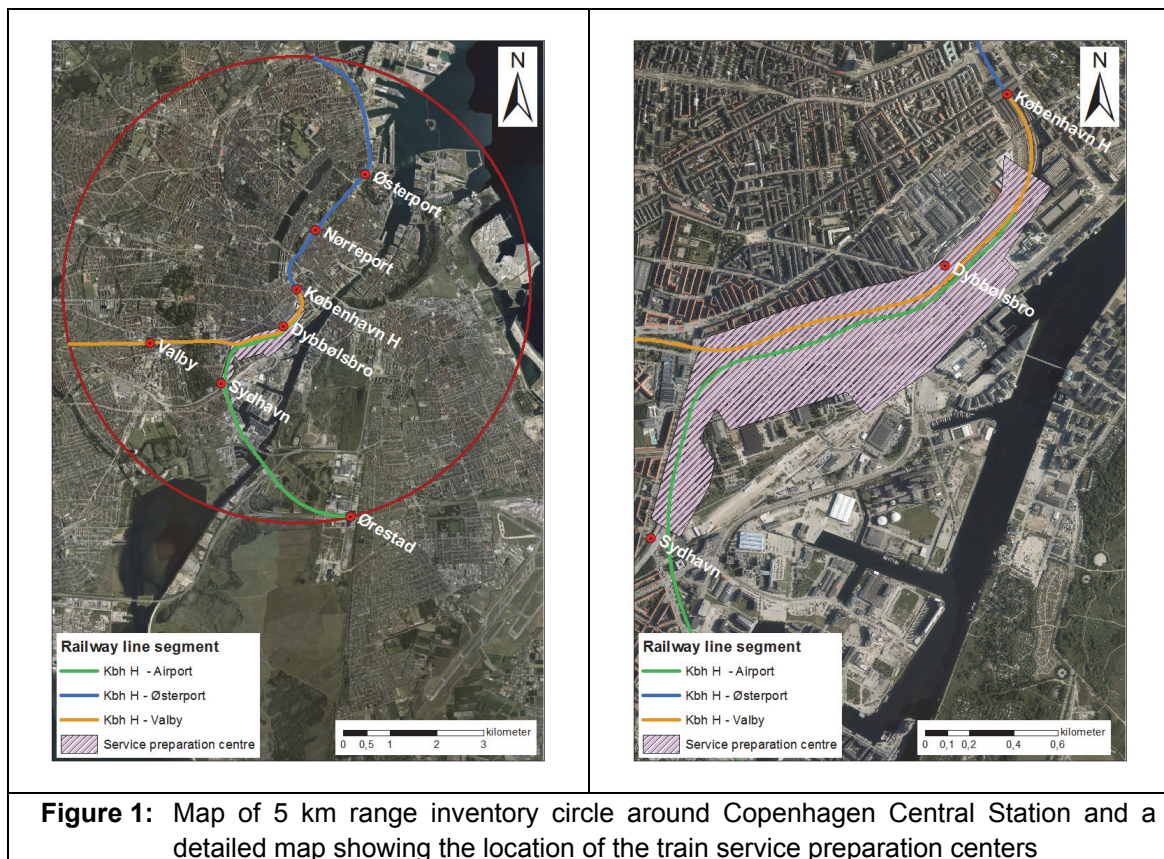 N
Østerport
Nørreport
København H
Dybbølsbro
Valby
Sydhavn
Ørestad
Railway line segment
Kbh H - Airport
Kbh H - Østerport
Kbh H - Valby
Service preparation centre
kilometer
0 0,5 1 2 3
N
København H
Dybbølsbro
Sydhavn
Railway line segment
Kbh H - Airport
Kbh H - Østerport
Kbh H - Valby
Service preparation centre
kilometer
0 0,1 0,2 0,4 0,6
Figure 1: Map of 5 km range inventory circle around Copenhagen Central Station and a
detailed map showing the location of the train service preparation centers